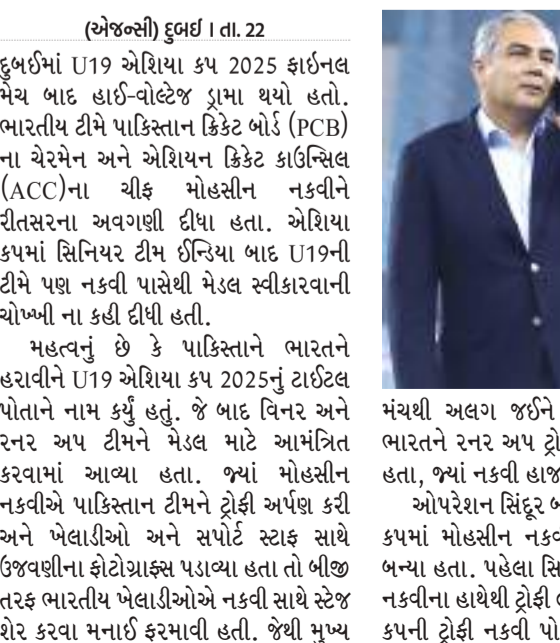 (એજન્સી) દુબઈ । તા. 22
દુબઈમાં U19 એશિયા કપ 2025 ફાઇનલ
મેચ બાદ હાઈ-વોલ્ટેજ ડ્રામા થયો હતો.
ભારતીય ટીમે પાકિસ્તાન ક્રિકેટ બોર્ડ (PCB)
ના ચેરમેન અને એશિયન ક્રિકેટ કાઉન્સિલ
(ACC)ના ચીફ મોહસીન નકવીને
રીતસરના અવગણી દીધા હતા. એશિયા
કપમાં સિનિયર ટીમ ઈન્ડિયા બાદ U19ની
ટીમે પણ નકવી પાસેથી મેડલ સ્વીકારવાની
ચોખ્ખી ના કહી દીધી હતી.
મહત્વનું છે કે પાકિસ્તાને ભારતને
હરાવીને U19 એશિયા કપ 2025નું ટાઈટલ
પોતાને નામ કર્યું હતું. જે બાદ વિનર અને
રનર અપ ટીમને મેડલ માટે આમંત્રિત
કરવામાં આવ્યા હતા. જ્યાં મોહસીન
નકવીએ પાકિસ્તાન ટીમને ટ્રોફી અર્પણ કરી
અને ખેલાડીઓ અને સપોર્ટ સ્ટાફ સાથે
ઉજવણીના ફોટોગ્રાફ્સ પડાવ્યા હતા તો બીજી
તરફ ભારતીય ખેલાડીઓએ નકવી સાથે સ્ટેજ
શેર કરવા મનાઈ ફરમાવી હતી. જેથી મુખ્ય
મંચથી અલગ જઈને
ભારતને રનર અપ
હતા, જ્યાં નકવી
ઓપરેશન સિંદૂર
કપમાં મોહસીન
બન્યા હતા. પહેલા
નકવીના હાથેથી ટ્રોફી
કપની ટ્રોફી નકવી